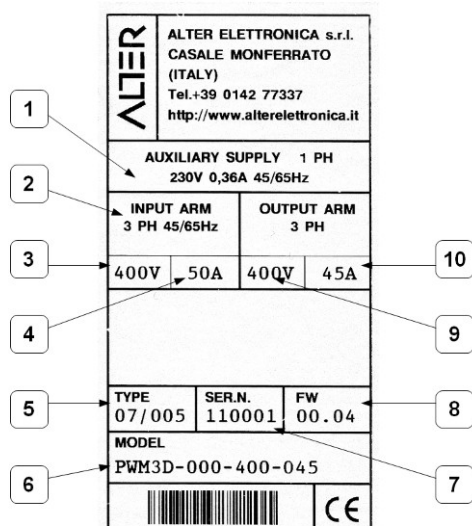 ALTER
ALTER ELETTRONICA s.r.l.
CASALE MONFERRATO
(ITALY)
Tel.+39 0142 77337
http://www.alterelettronica.it
1
AUXILIARY SUPPLY 1 PH
230V 0,36A 45/65Hz
2
INPUT ARM
3 PH 45/65Hz
OUTPUT ARM
3 PH
3
400V
50A
400V
45A
10
4
9
5
TYPE
07/005
SER.N.
110001
FW
00.04
8
7
MODEL
PWM3D-000-400-045
6
CE